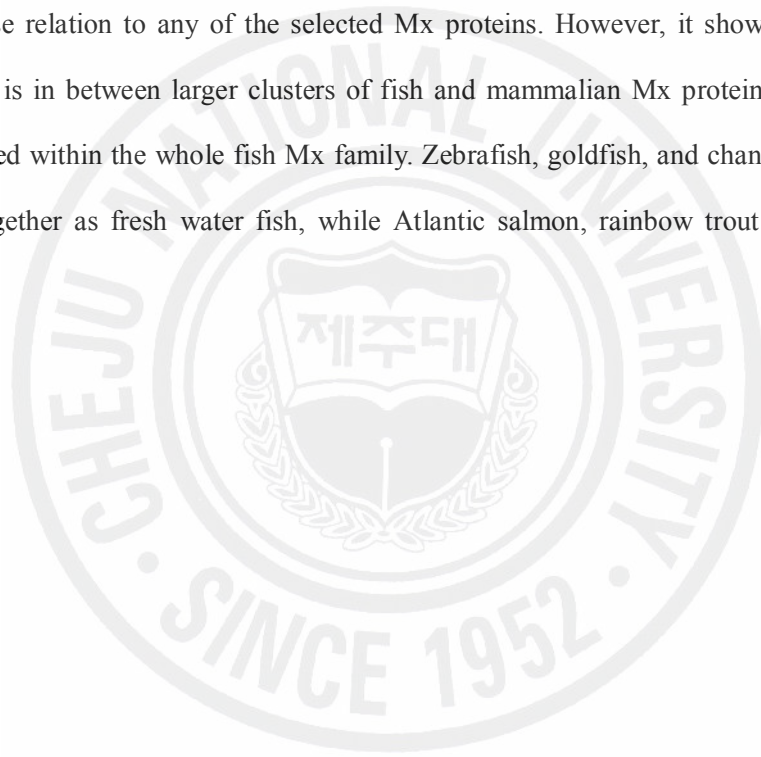 se relation to any of the selected Mx proteins. However, it show
is in between larger clusters of fish and mammalian Mx protein
ed within the whole fish Mx family. Zebrafish, goldfish, and chan
gether as fresh water fish, while Atlantic salmon, rainbow trout
CHEJU NATIONAL UNIVERSITY
제주대
· SINCE 1952 ·